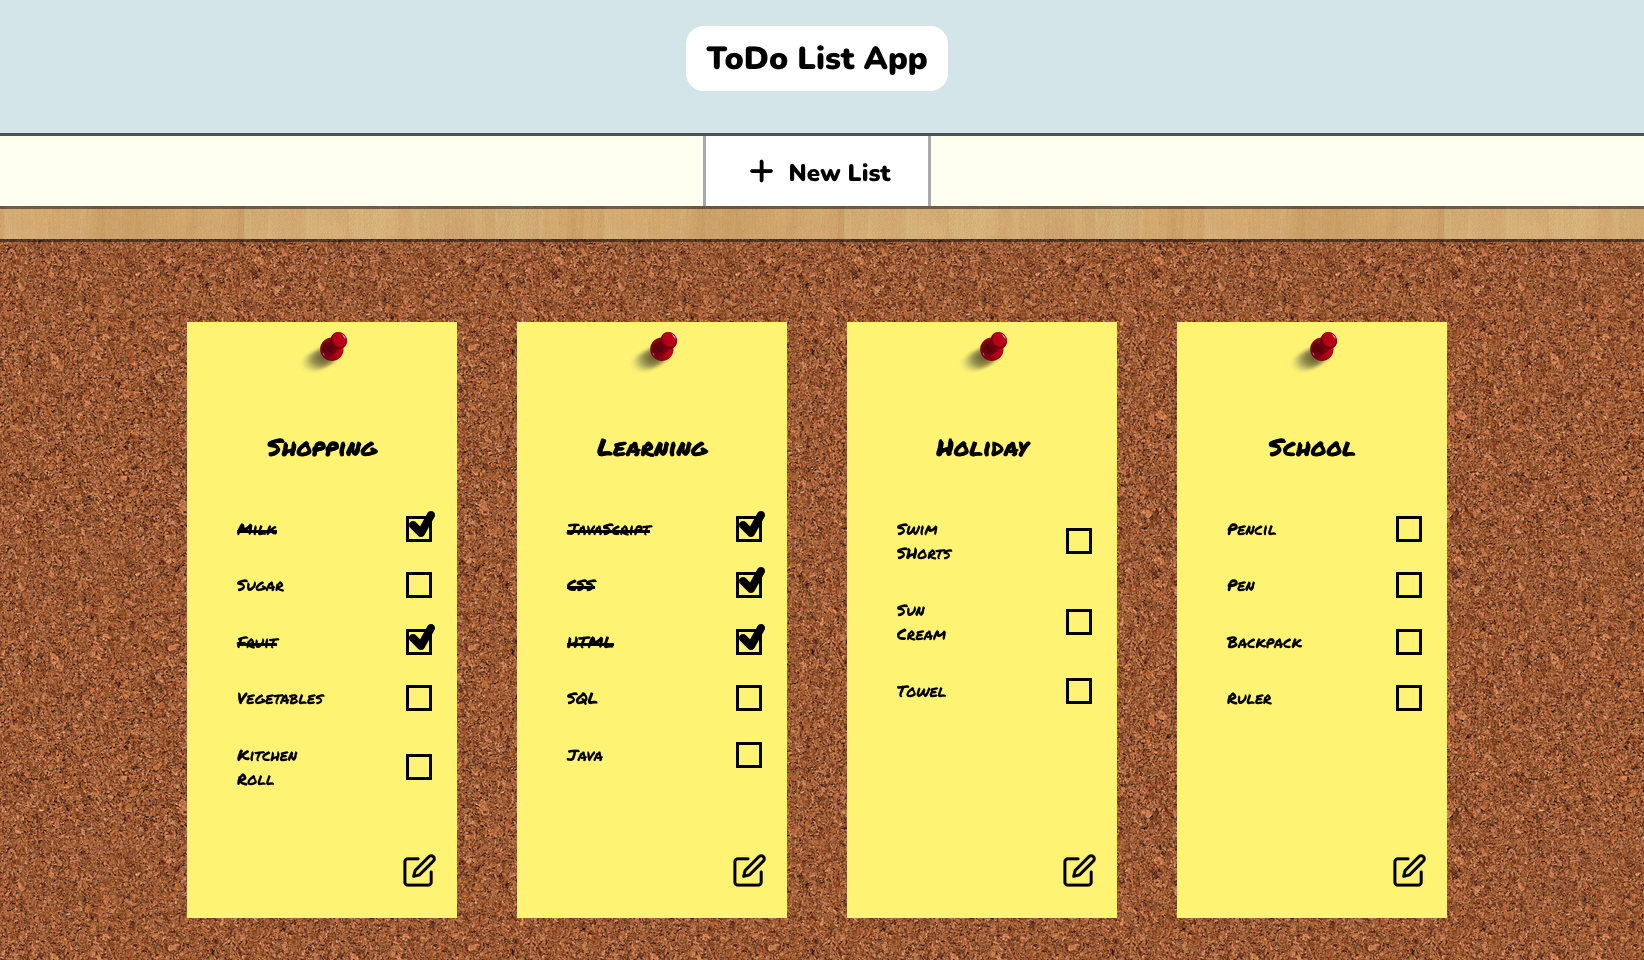 ToDo List App
New List
Shopping
Milk
Sugar
Fruit
Vegetables
Kitchen
Roll
Learning
JavaScript
CSS
HTML
SQL
Java
Holiday
Swim
SHorts
Sun
Cream
Towel
School
Pencil
Pen
Backpack
Ruler